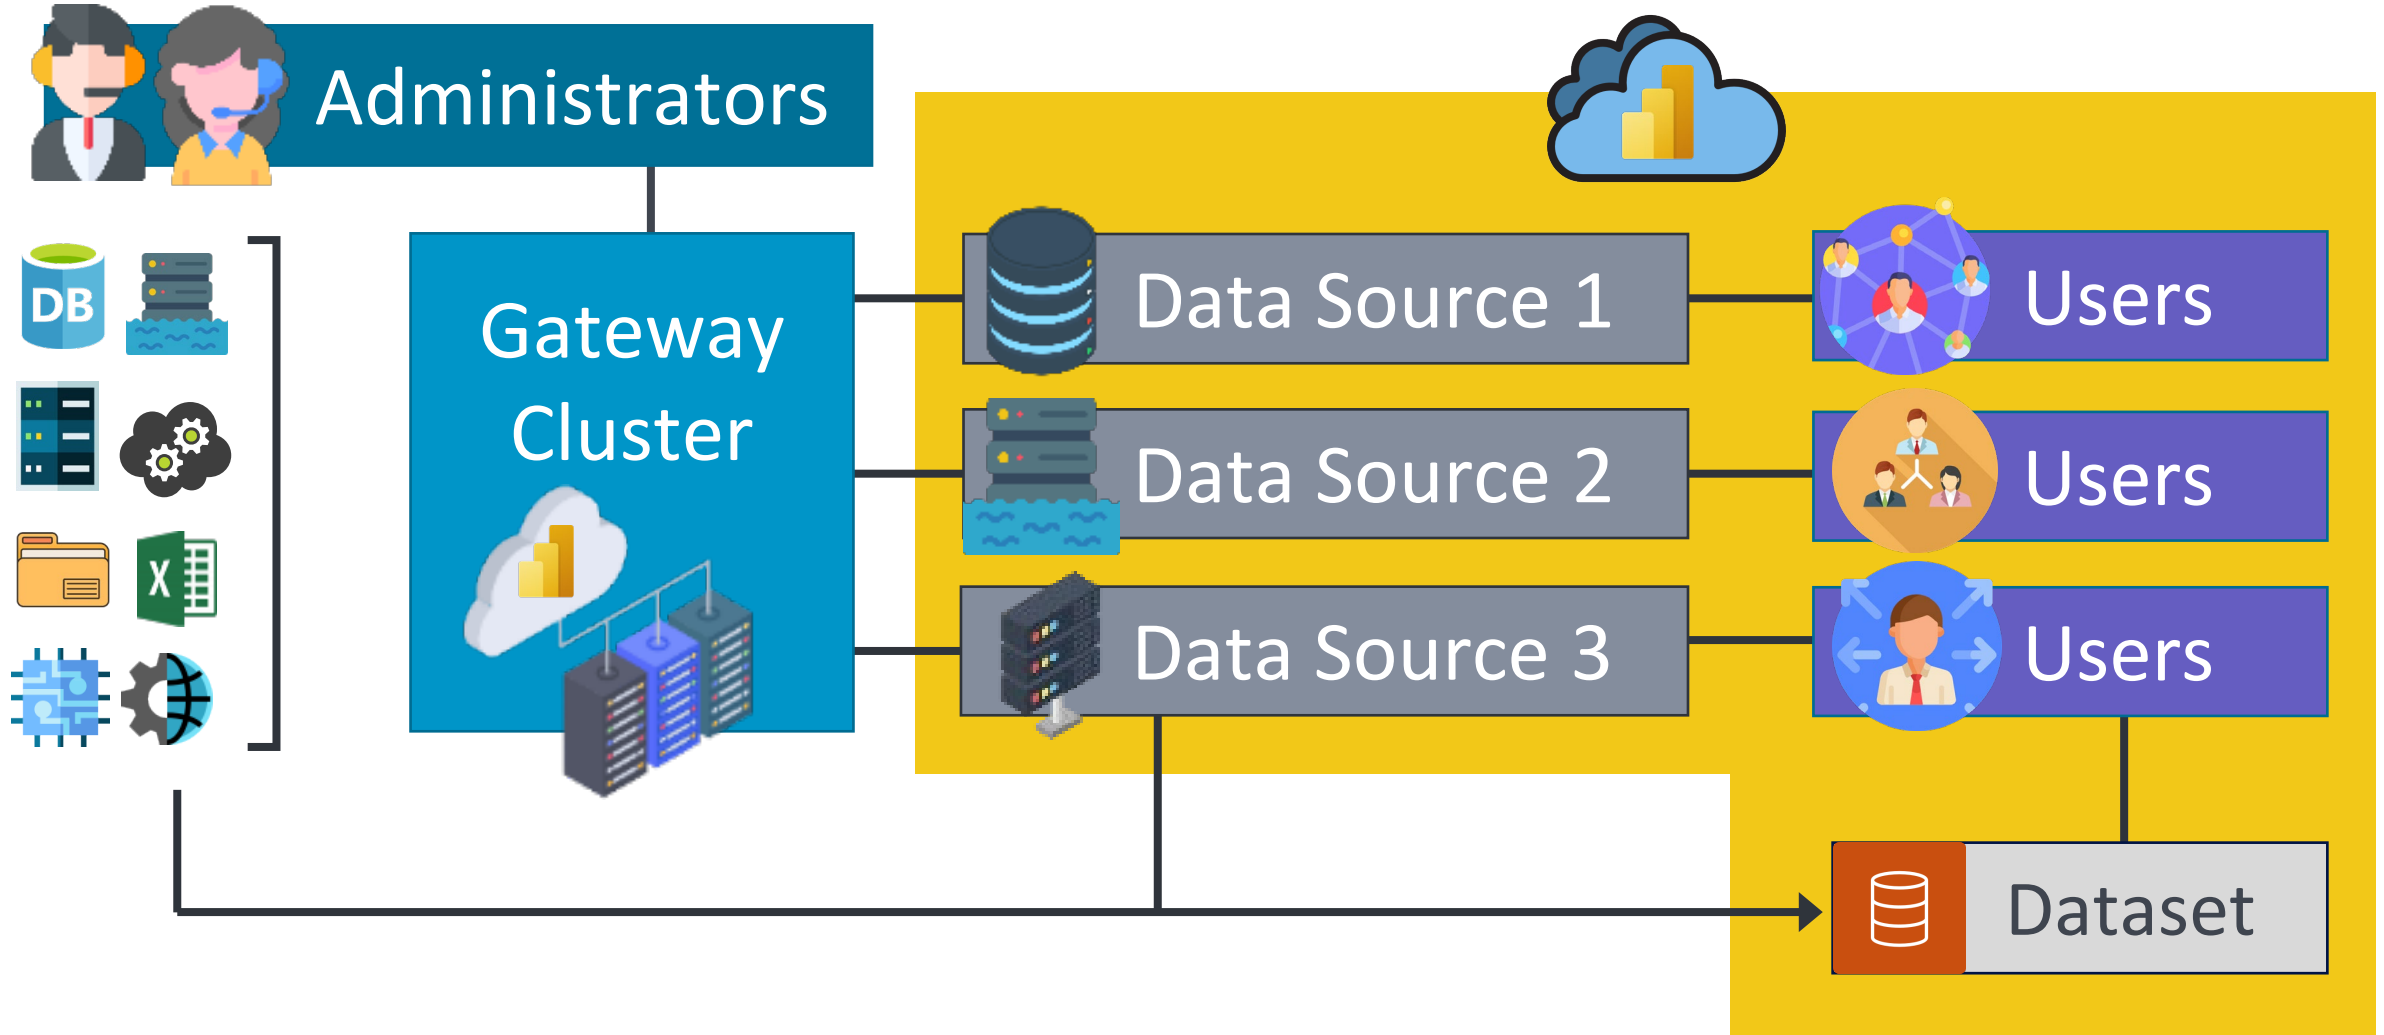 Administrators
DB
X
Gateway
Cluster
Data Source 1
Users
Data Source 2
Users
Data Source 3
Users
Dataset